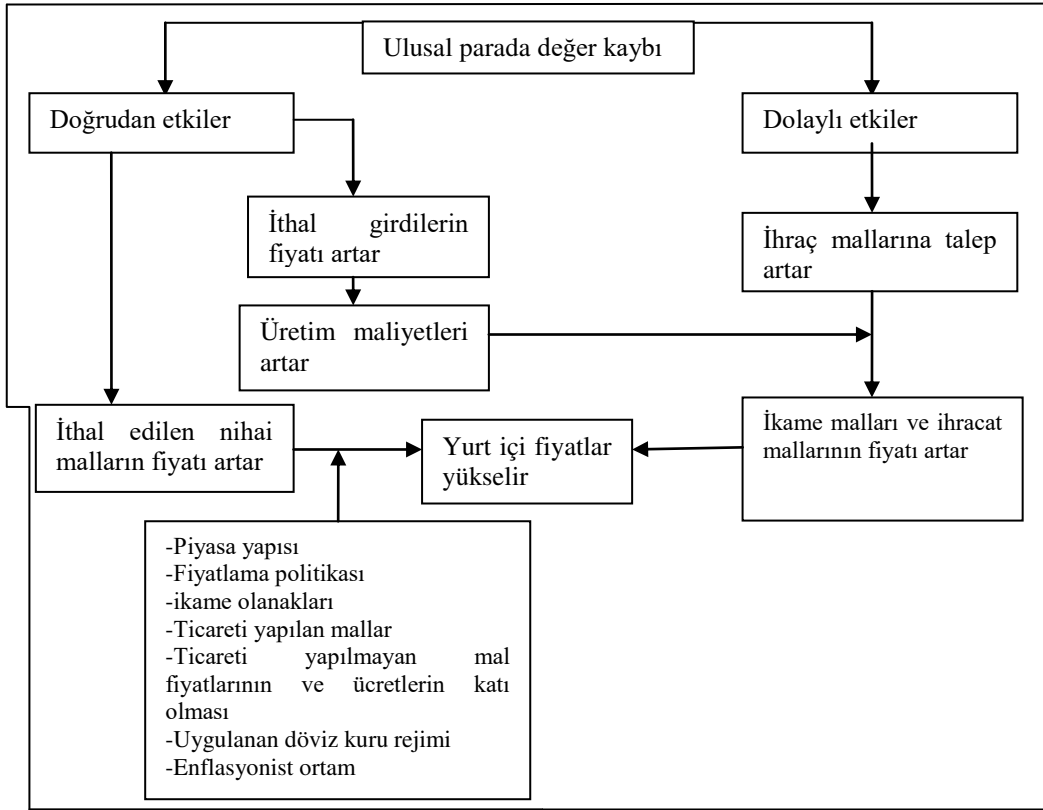 Ulusal parada değer kaybı
Doğrudan etkiler
Dolaylı etkiler
İthal girdilerin
fiyatı artar
İhraç mallarına talep
artar
Üretim maliyetleri
artar
İthal edilen nihai
malların fiyatı artar
Yurt içi fiyatlar
yükselir
İkame malları ve ihracat
mallarının fiyatı artar
-Piyasa yapısı
-Fiyatlama politikası
-ikame olanakları
-Ticareti yapılan mallar
-Ticareti yapılmayan mal
fiyatlarının ve ücretlerin katı
olması
-Uygulanan döviz kuru rejimi
-Enflasyonist ortam